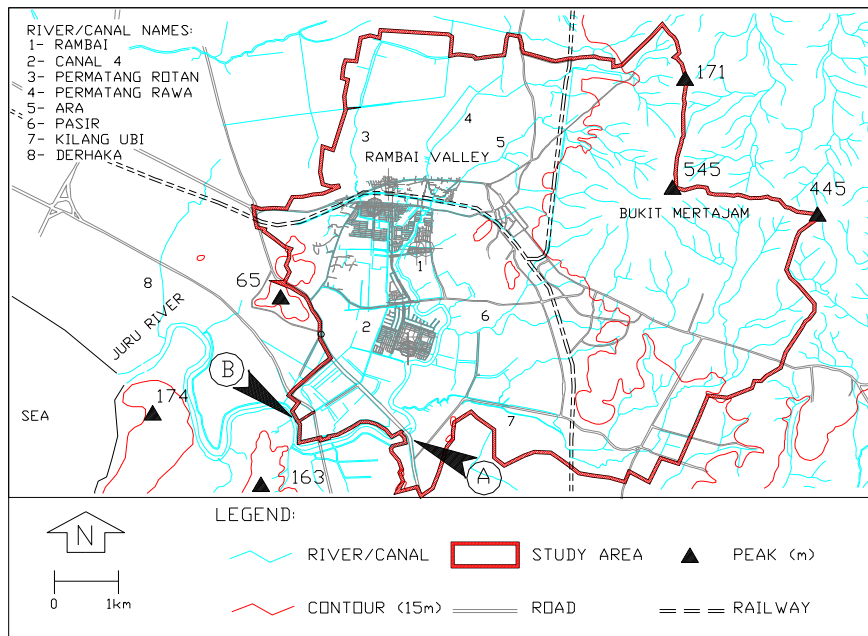 RIVER/CANAL NAMES:
1- RAMBAI
2- CANAL 4
3- PERMATANG ROTAN
4- PERMATANG RAWA
5- ARA
6- PASIR
7- KILANG UBI
8- DERHAKA
171
4
3
5
RAMBAI VALLEY
545
445
BUKIT MERTAJAM
1
65
8
2
6
JURU RIVER
B
174
SEA
7
163
A
LEGEND:
N
RIVER/CANAL
STUDY AREA
PEAK (m)
0 1km
CONTOUR (15m)
ROAD
RAILWAY